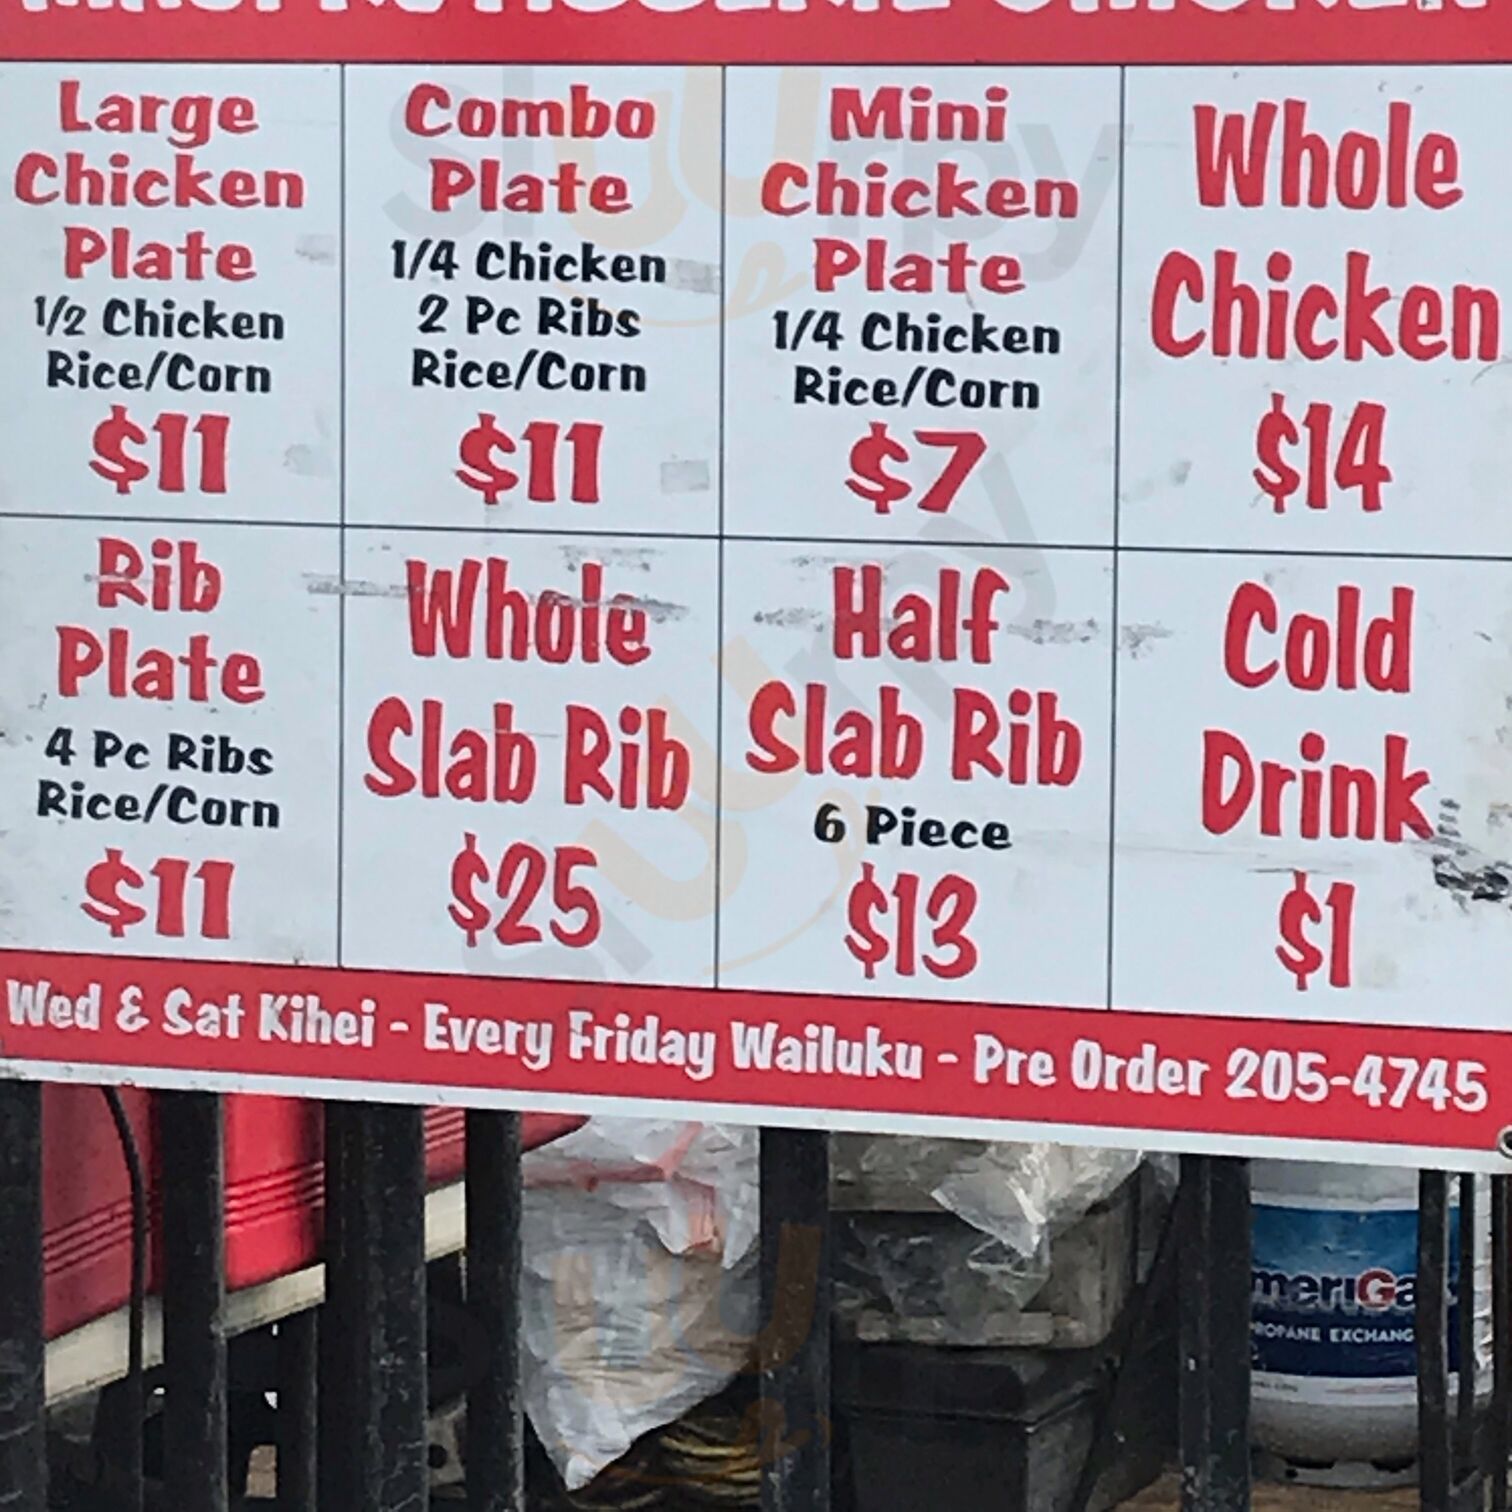 Large
Chicken
Plate
1/2 Chicken
Rice/Corn
$11
Combo
Plate
1/4 Chicken
2 Pc Ribs
Rice/Corn
$11
Mini
Chicken
Plate
1/4 Chicken
Rice/Corn
$7
Whole
Chicken
$14
Rib
Plate
4 Pc Ribs
Rice/Corn
$11
Whole
Slab Rib
$25
Half
Slab Rib
6 Piece
$13
Cold
Drink
$1
Wed & Sat Kihei - Every Friday Wailuku - Pre Order 205-4745
meriGa
ROPANE EXCHANG